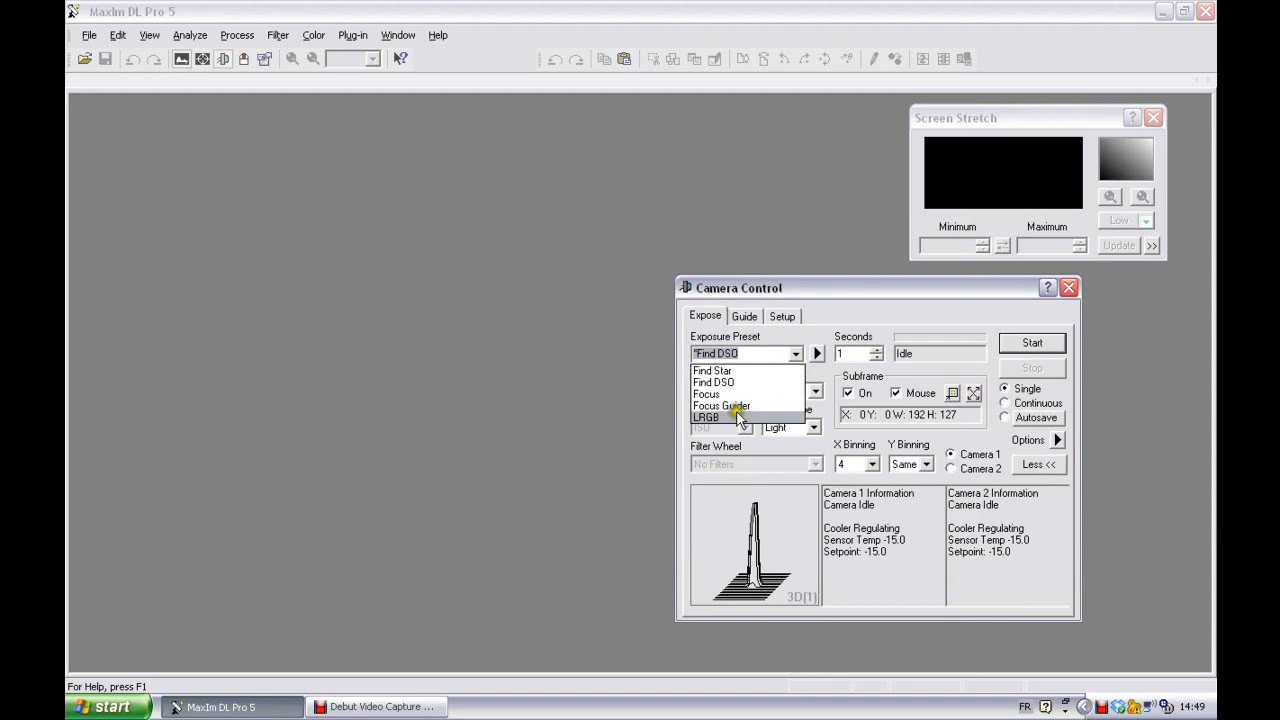 MaxIm DL Pro 5
File Edit View Analyze Process Filter Color Plug-in Window Help
Screen Stretch
Minimum Maximum
Low
Update >>
Camera Control
Expose Guide Setup
Exposure Preset Seconds
*Find DSO 1 Idle Start
Find Star Subframe Stop
Find DSO On Mouse Single
Focus Continuous
Focus Guider X: 0 Y: 0 W: 192 H: 127 Autosave
LRGB
ISO Light
Filter Wheel X Binning Y Binning Options
No Filters 4 Same Camera 1
Camera 2 Less <<
Camera 1 Information Camera 2 Information
Camera Idle Camera Idle
Cooler Regulating Cooler Regulating
Sensor Temp -15.0 Sensor Temp -15.0
Setpoint: -15.0 Setpoint: -15.0
3D(1)
For Help, press F1
start MaxIm DL Pro 5 Debut Video Capture ... FR 14:49